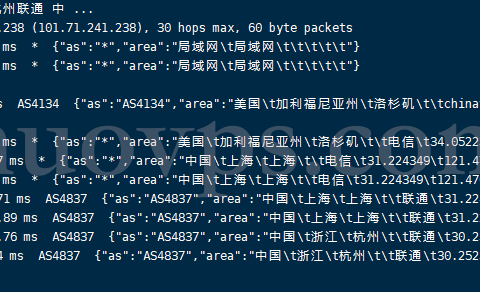 州联通 中 ...
.238 (101.71.241.238), 30 hops max, 60 byte packets
ms * {"as":"*","area":"局域网\t局域网\t\t\t\t\t"}
ms * {"as":"*","area":"局域网\t局域网\t\t\t\t\t"}
s AS4134 {"as":"AS4134","area":"美国\t加利福尼亚州\t洛杉矶\t\tchina
ms * {"as":"*","area":"美国\t加利福尼亚州\t洛杉矶\t\t电信\t34.0522
7 ms * {"as":"*","area":"中国\t上海\t上海\t\t电信\t31.224349\t121.4
ms * {"as":"*","area":"中国\t上海\t上海\t\t电信\t31.224349\t121.47
71 ms AS4837 {"as":"AS4837","area":"中国\t上海\t上海\t\t联通\t31.22
.89 ms AS4837 {"as":"AS4837","area":"中国\t上海\t上海\t\t联通\t31.2
.76 ms AS4837 {"as":"AS4837","area":"中国\t浙江\t杭州\t\t联通\t30.2
4 ms AS4837 {"as":"AS4837","area":"中国\t浙江\t杭州\t\t联通\t30.252